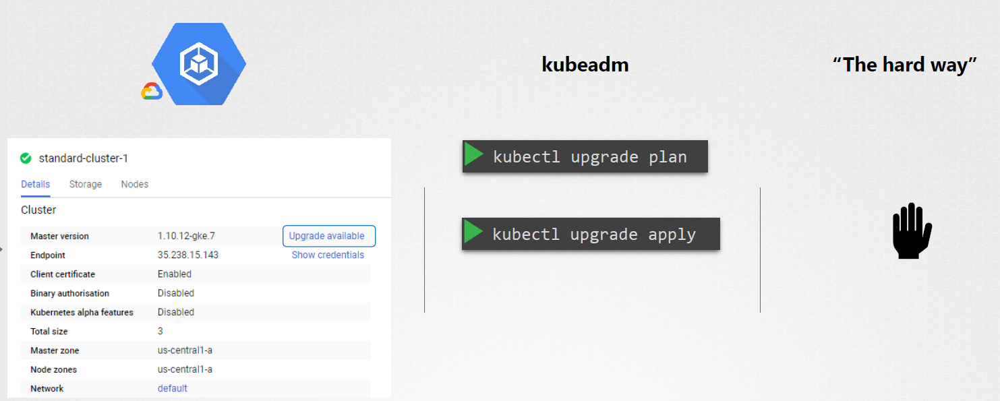 kubeadm
“The hard way”
standard-cluster-1
Details Storage Nodes
Cluster
Master version 1.10.12-gke.7 Upgrade available
Endpoint 35.238.15.143 Show credentials
Client certificate Enabled
Binary authorisation Disabled
Kubernetes alpha features Disabled
Total size 3
Master zone us-central1-a
Node zones us-central1-a
Network default
kubectl upgrade plan
kubectl upgrade apply